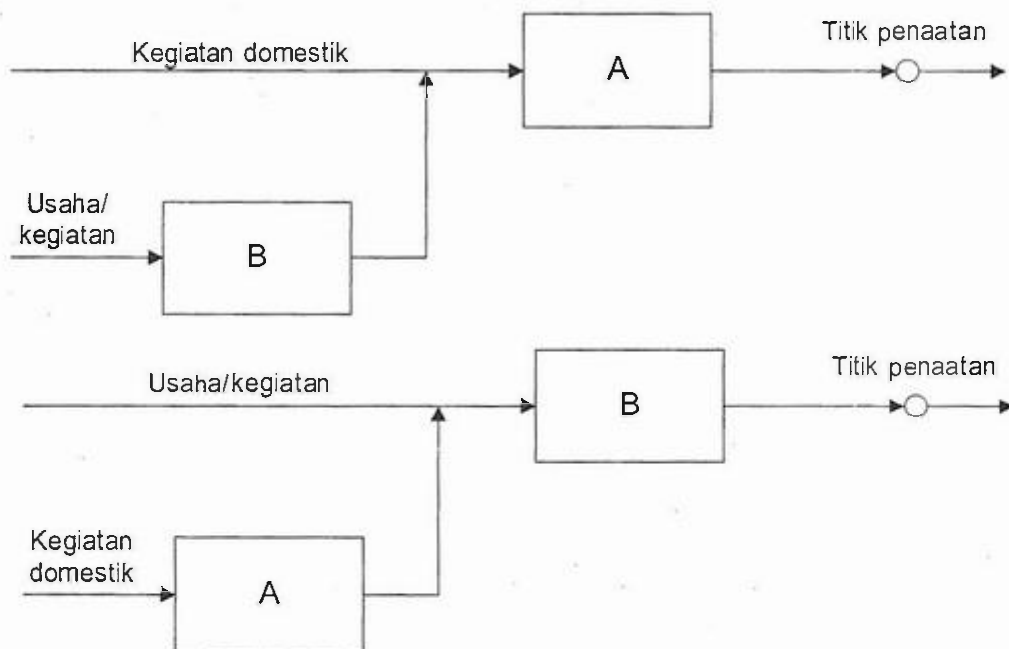 Kegiatan domestik
A
Titik penaatan
Usaha/
kegiatan
B
Usaha/kegiatan
B
Titik penaatan
Kegiatan
domestik
A